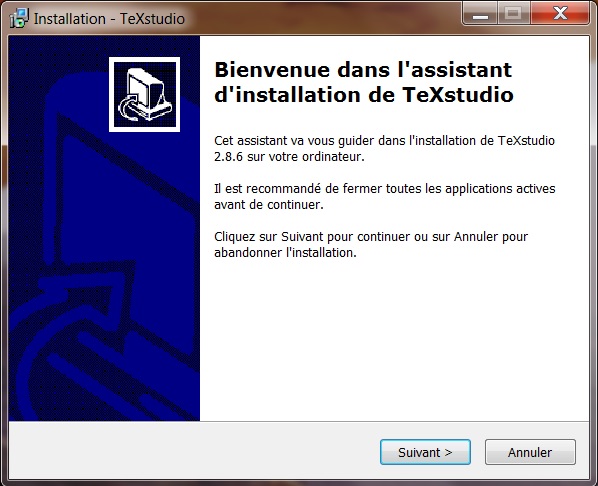 Installation - TeXstudio
Bienvenue dans l'assistant
d'installation de TeXstudio
Cet assistant va vous guider dans l'installation de TeXstudio
2.8.6 sur votre ordinateur.
Il est recommandé de fermer toutes les applications actives
avant de continuer.
Cliquez sur Suivant pour continuer ou sur Annuler pour
abandonner l'installation.
Suivant >
Annuler